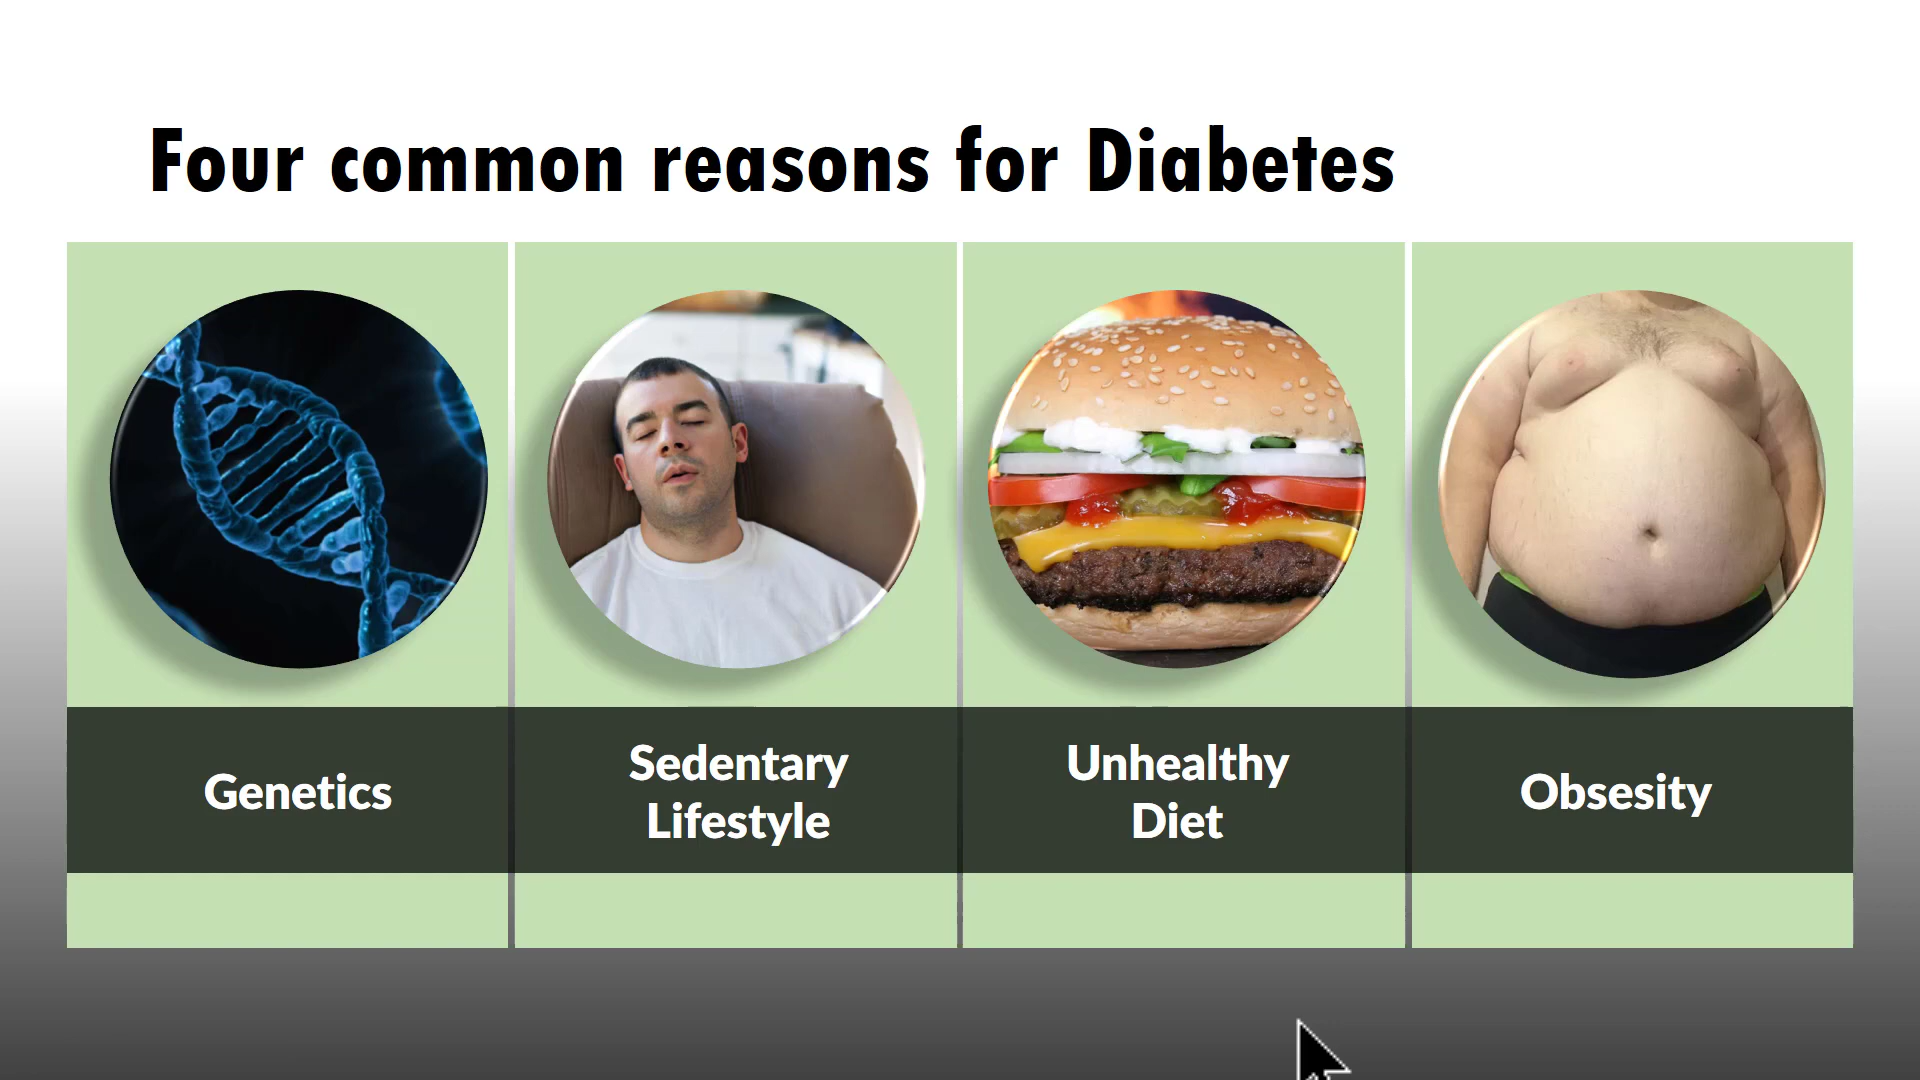 Four common reasons for Diabetes
Genetics
Sedentary
Lifestyle
Unhealthy
Diet
Obsesity